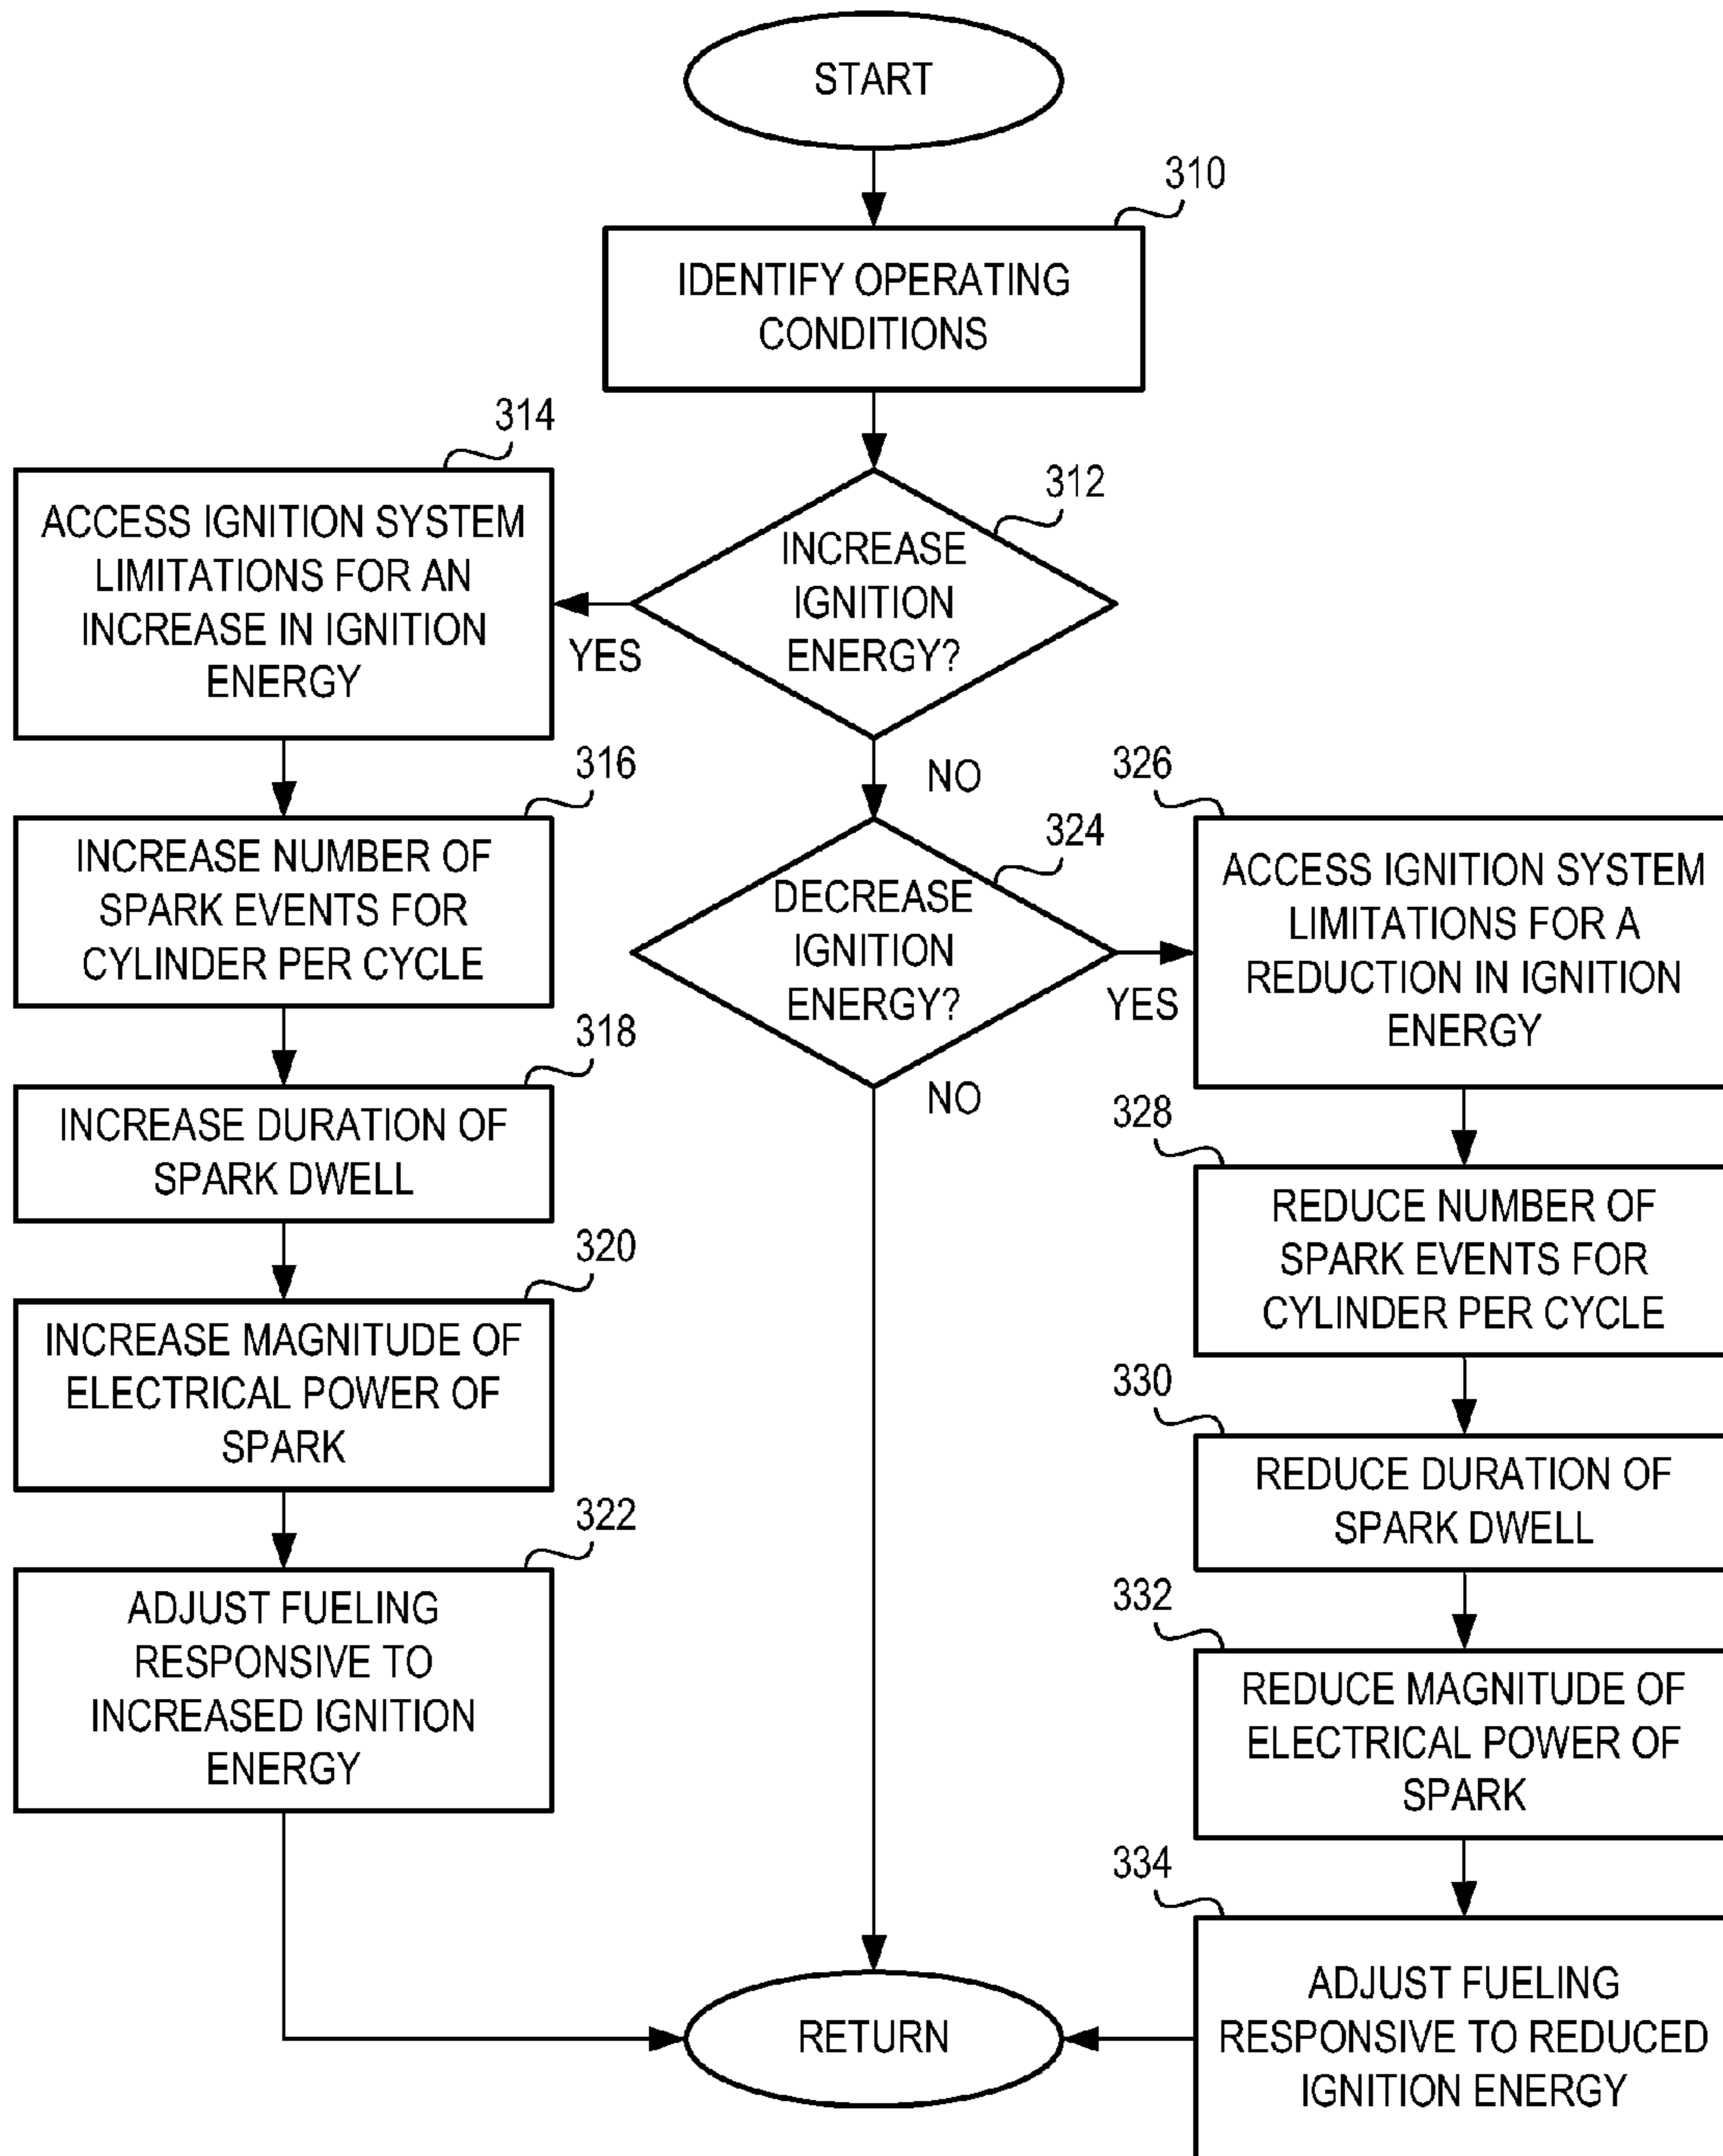 START
310
IDENTIFY OPERATING
CONDITIONS
312
INCREASE
IGNITION
ENERGY?
YES
NO
314
ACCESS IGNITION SYSTEM
LIMITATIONS FOR AN
INCREASE IN IGNITION
ENERGY
316
INCREASE NUMBER OF
SPARK EVENTS FOR
CYLINDER PER CYCLE
318
INCREASE DURATION OF
SPARK DWELL
320
INCREASE MAGNITUDE OF
ELECTRICAL POWER OF
SPARK
322
ADJUST FUELING
RESPONSIVE TO
INCREASED IGNITION
ENERGY
324
DECREASE
IGNITION
ENERGY?
YES
NO
326
ACCESS IGNITION SYSTEM
LIMITATIONS FOR A
REDUCTION IN IGNITION
ENERGY
328
REDUCE NUMBER OF
SPARK EVENTS FOR
CYLINDER PER CYCLE
330
REDUCE DURATION OF
SPARK DWELL
332
REDUCE MAGNITUDE OF
ELECTRICAL POWER OF
SPARK
334
ADJUST FUELING
RESPONSIVE TO REDUCED
IGNITION ENERGY
RETURN